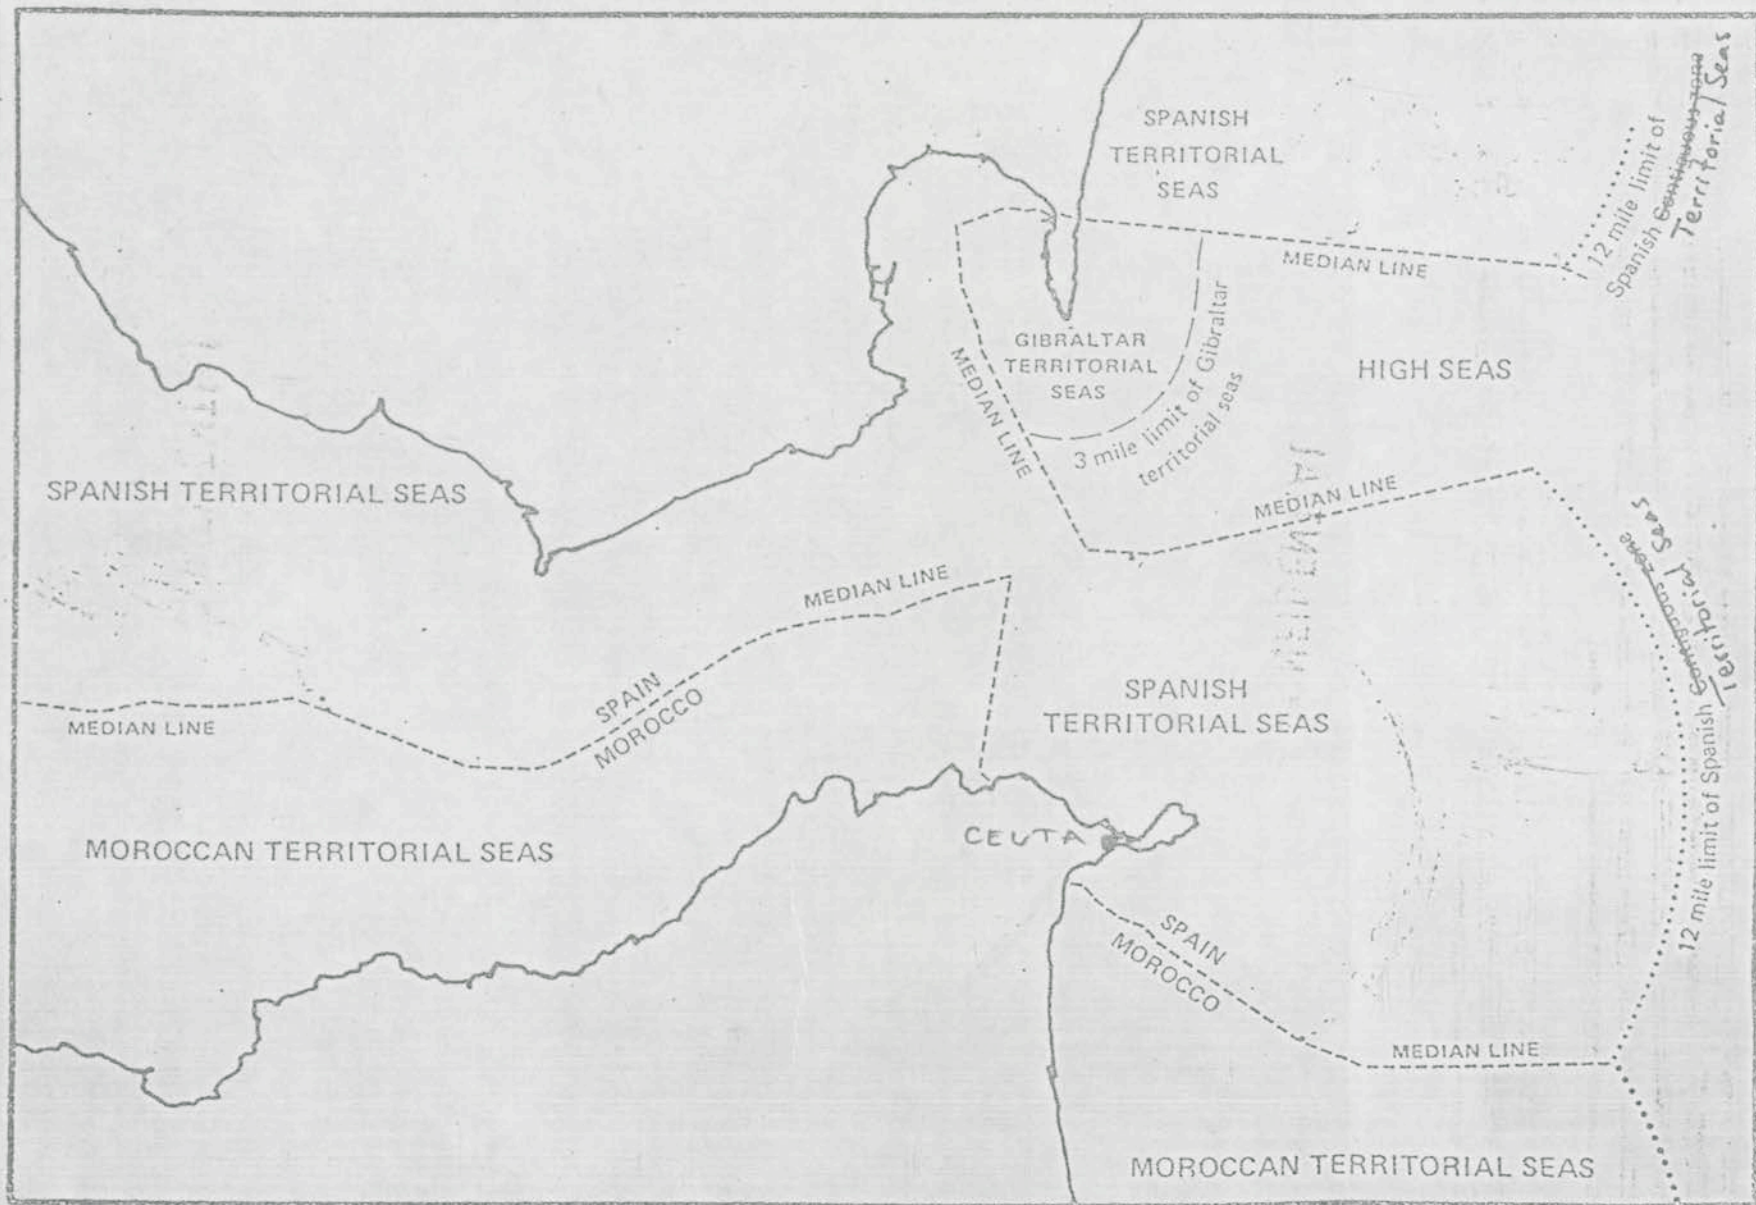 SPANISH
TERRITORIAL
SEAS
12 mile limit of
Spanish Contiguous zone
Territorial Seas
MEDIAN LINE
GIBRALTAR
TERRITORIAL
SEAS
3 mile limit of Gibraltar
territorial seas
MEDIAN LINE
HIGH SEAS
SPANISH TERRITORIAL SEAS
MEDIAN LINE
MEDIAN LINE
SPAIN
MOROCCO
MEDIAN LINE
SPANISH
TERRITORIAL SEAS
12 mile limit of Spanish Contiguous zone
Territorial Seas
MOROCCAN TERRITORIAL SEAS
CEUTA
SPAIN
MOROCCO
MEDIAN LINE
MOROCCAN TERRITORIAL SEAS